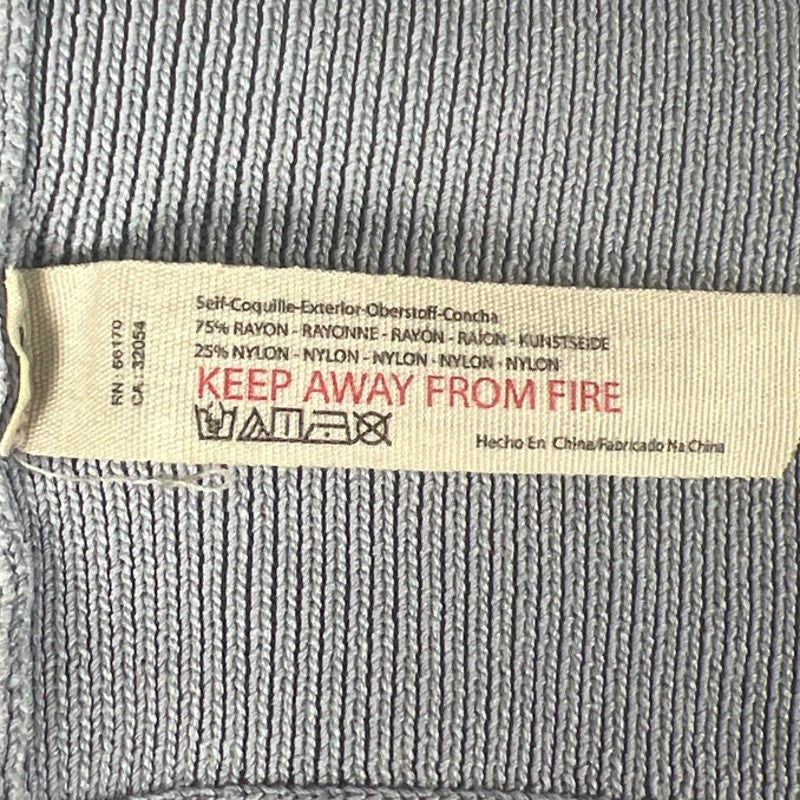 RN 66170
CA 32054
Self-Coquille-Exterior-Oberstoff-Concha
75% RAYON - RAYONNE - RAYÓN - RAION - KUNSTSEIDE
25% NYLON - NYLON - NYLON - NYLON - NYLON
KEEP AWAY FROM FIRE
Hecho En China/Fabricado Na China